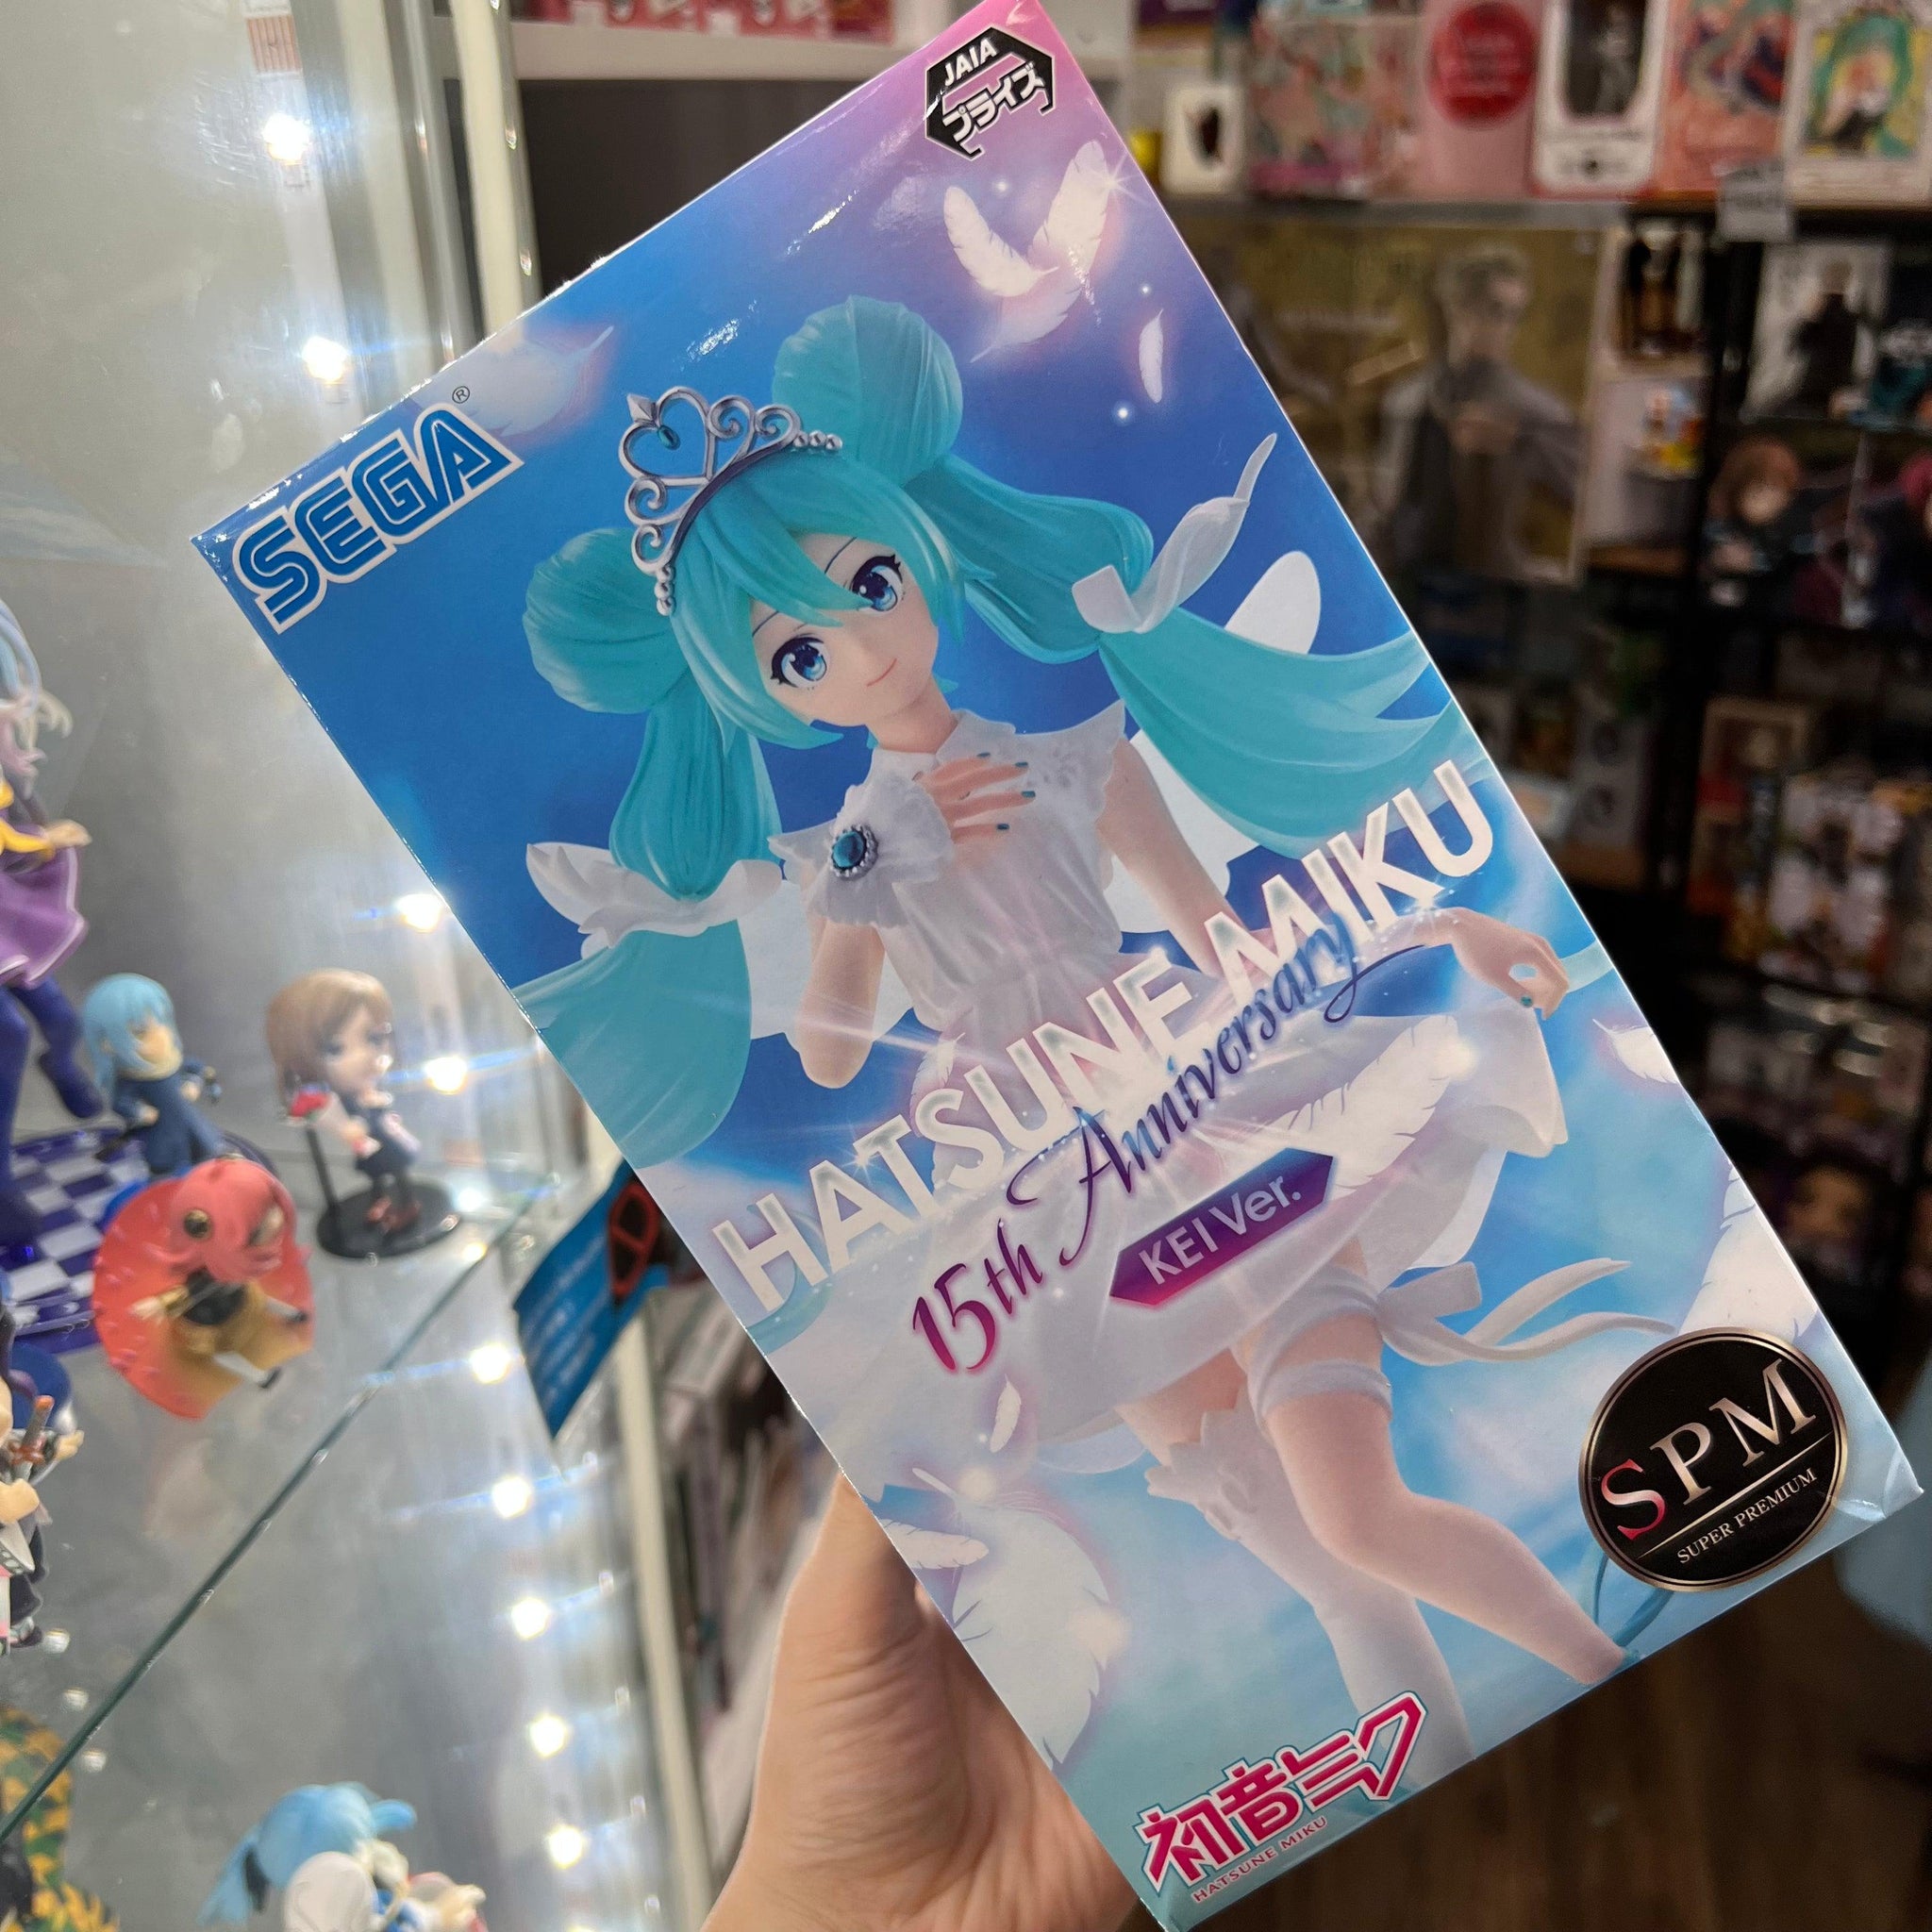 JAIA
プライズ
SEGA®
HATSUNE MIKU
15th Anniversary
KEI Ver.
SPM
SUPER PREMIUM
初音ミク
HATSUNE MIKU